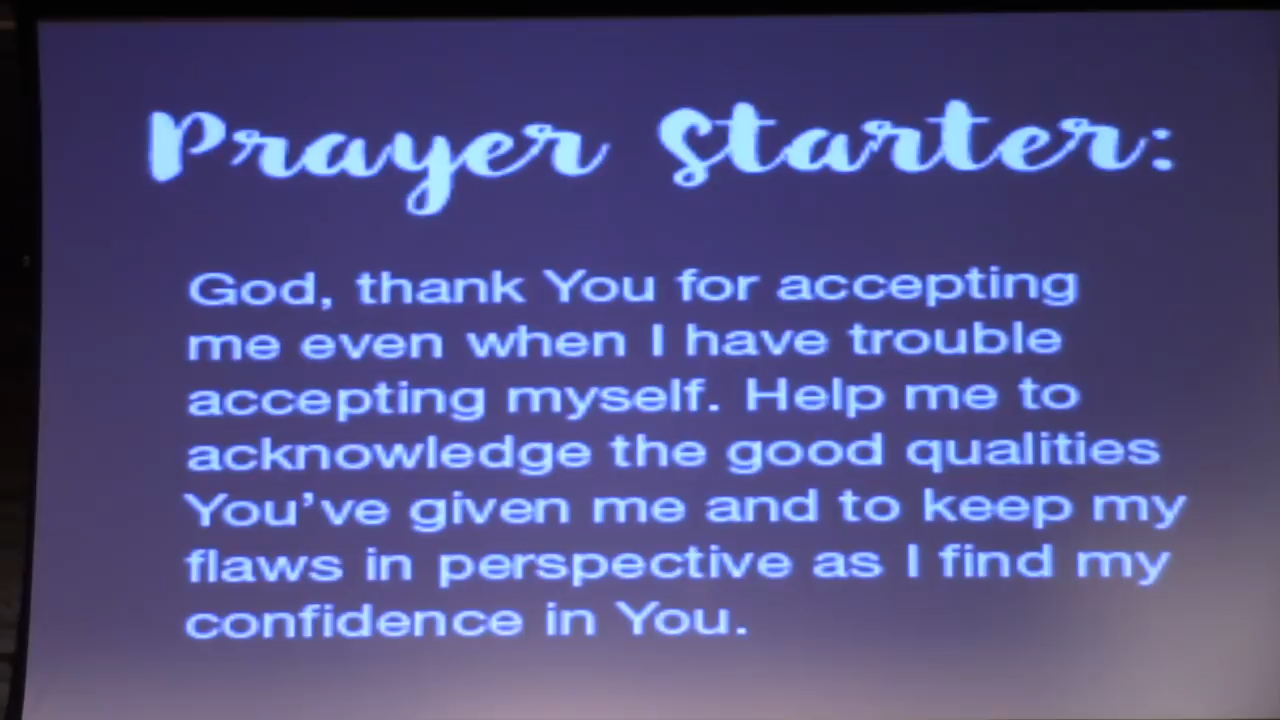 Prayer Starter:
God, thank You for accepting
me even when I have trouble
accepting myself. Help me to
acknowledge the good qualities
You’ve given me and to keep my
flaws in perspective as I find my
confidence in You.